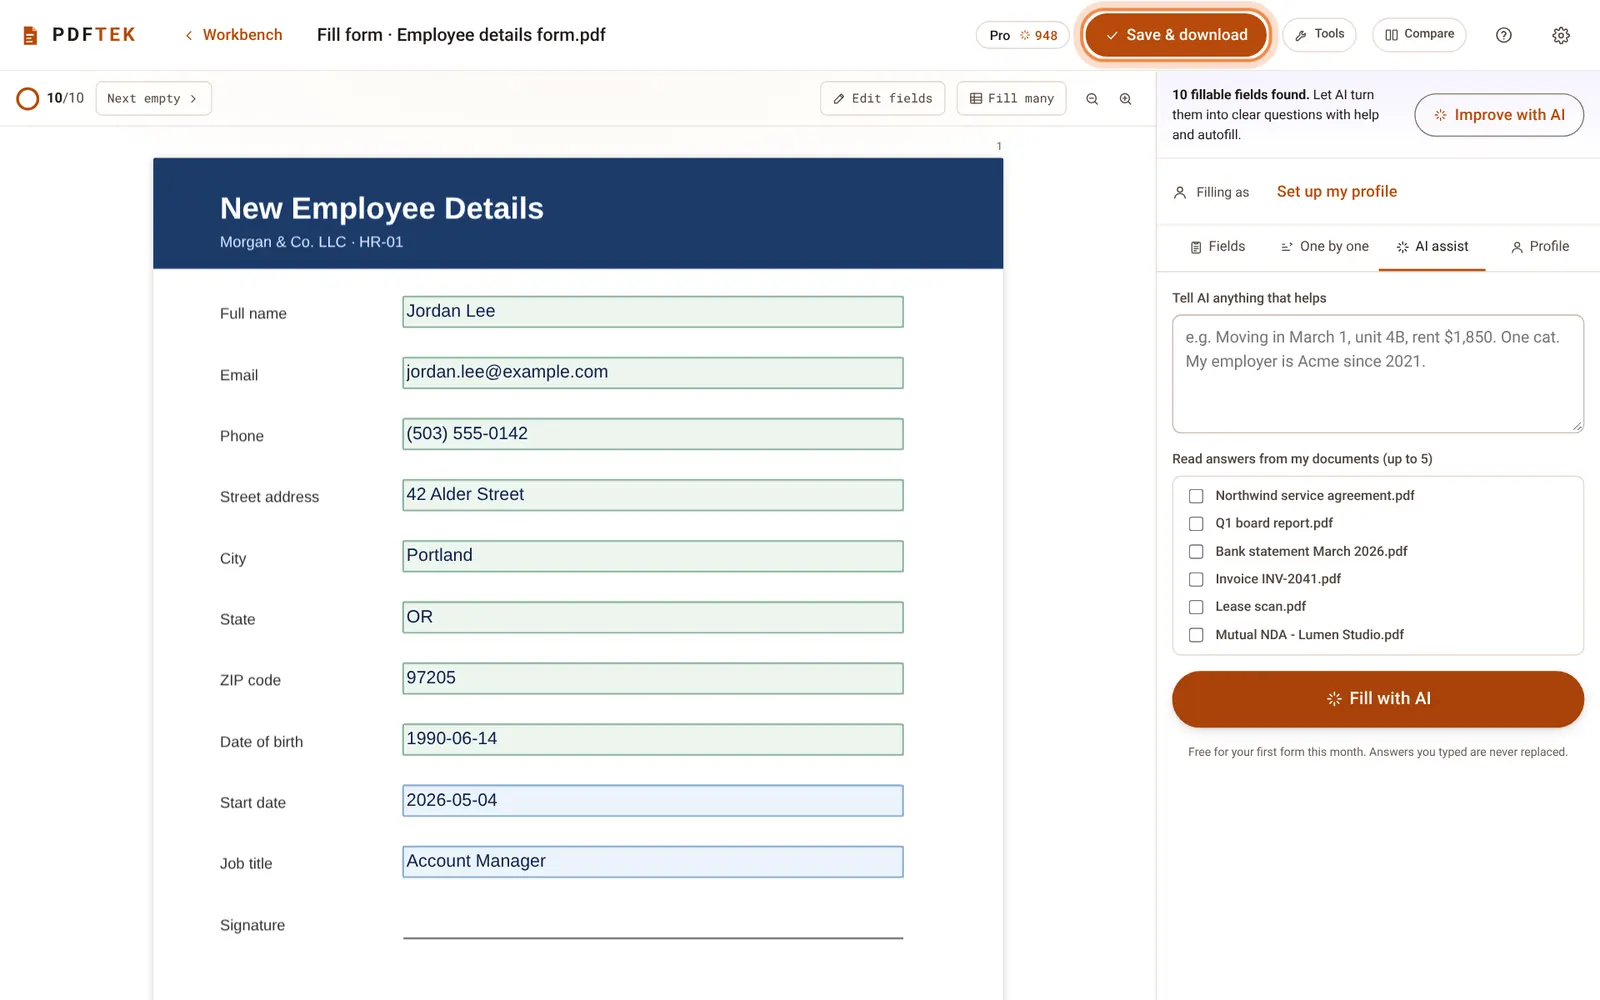 PDFTEK
Workbench
Fill form · Employee details form.pdf
Pro 948
Save & download
Tools
Compare
10/10
Next empty
Edit fields
Fill many
10 fillable fields found. Let AI turn
them into clear questions with help
and autofill.
Improve with AI
1
Filling as
Set up my profile
Fields
One by one
AI assist
Profile
New Employee Details
Morgan & Co. LLC · HR-01
Full name
Jordan Lee
Email
jordan.lee@example.com
Phone
(503) 555-0142
Street address
42 Alder Street
City
Portland
State
OR
ZIP code
97205
Date of birth
1990-06-14
Start date
2026-05-04
Job title
Account Manager
Signature
Tell AI anything that helps
e.g. Moving in March 1, unit 4B, rent $1,850. One cat.
My employer is Acme since 2021.
Read answers from my documents (up to 5)
Northwind service agreement.pdf
Q1 board report.pdf
Bank statement March 2026.pdf
Invoice INV-2041.pdf
Lease scan.pdf
Mutual NDA - Lumen Studio.pdf
Fill with AI
Free for your first form this month. Answers you typed are never replaced.